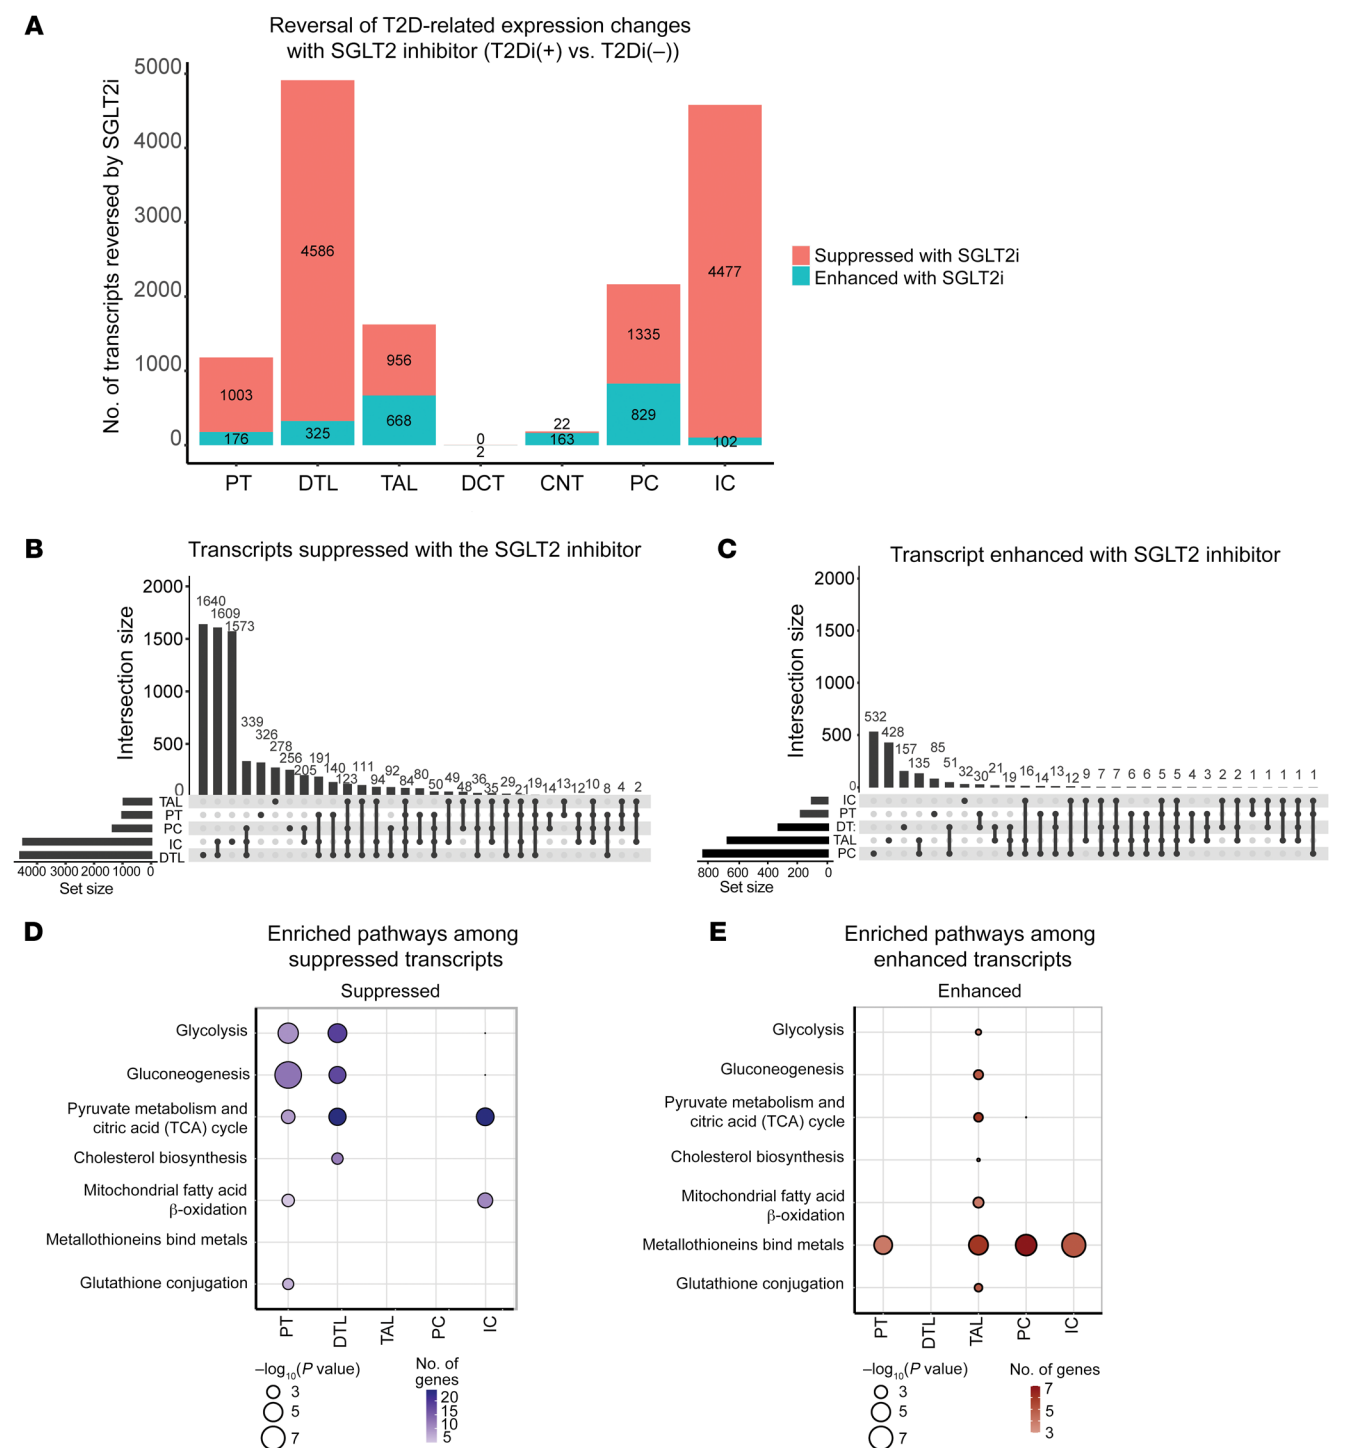 A
Reversal of T2D-related expression changes
with SGLT2 inhibitor (T2Di(+) vs. T2Di(–))
No. of transcripts reversed by SGLT2i
5000
4000
3000
2000
1000
0
1003
176
4586
325
956
668
0
2
22
163
1335
829
4477
102
PT DTL TAL DCT CNT PC IC
Suppressed with SGLT2i
Enhanced with SGLT2i
B
Transcripts suppressed with the SGLT2 inhibitor
Intersection size
2000
1500
1000
500
0
1640
1609
1573
339
326
278
256
205
191
140
123
111
94
92
84
80
50
49
48
36
35
29
21
19
14
13
12
10
8
4
2
TAL
PT
PC
IC
DTL
4000 3000 2000 1000 0
Set size
C
Transcript enhanced with SGLT2 inhibitor
Intersection size
2000
1500
1000
500
0
532
428
157
135
85
51
32
30
21
19
16
14
13
12
9
7
7
6
6
5
5
4
3
2
2
1
1
1
1
1
IC
PT
DT:
TAL
PC
800 600 400 200 0
Set size
D
Enriched pathways among
suppressed transcripts
Suppressed
Glycolysis
Gluconeogenesis
Pyruvate metabolism and
citric acid (TCA) cycle
Cholesterol biosynthesis
Mitochondrial fatty acid
β-oxidation
Metallothioneins bind metals
Glutathione conjugation
PT DTL TAL PC IC
–log10(P value)
3
5
7
No. of
genes
20
15
10
5
E
Enriched pathways among
enhanced transcripts
Enhanced
Glycolysis
Gluconeogenesis
Pyruvate metabolism and
citric acid (TCA) cycle
Cholesterol biosynthesis
Mitochondrial fatty acid
β-oxidation
Metallothioneins bind metals
Glutathione conjugation
PT DTL TAL PC IC
–log10(P value)
3
5
7
No. of genes
7
5
3